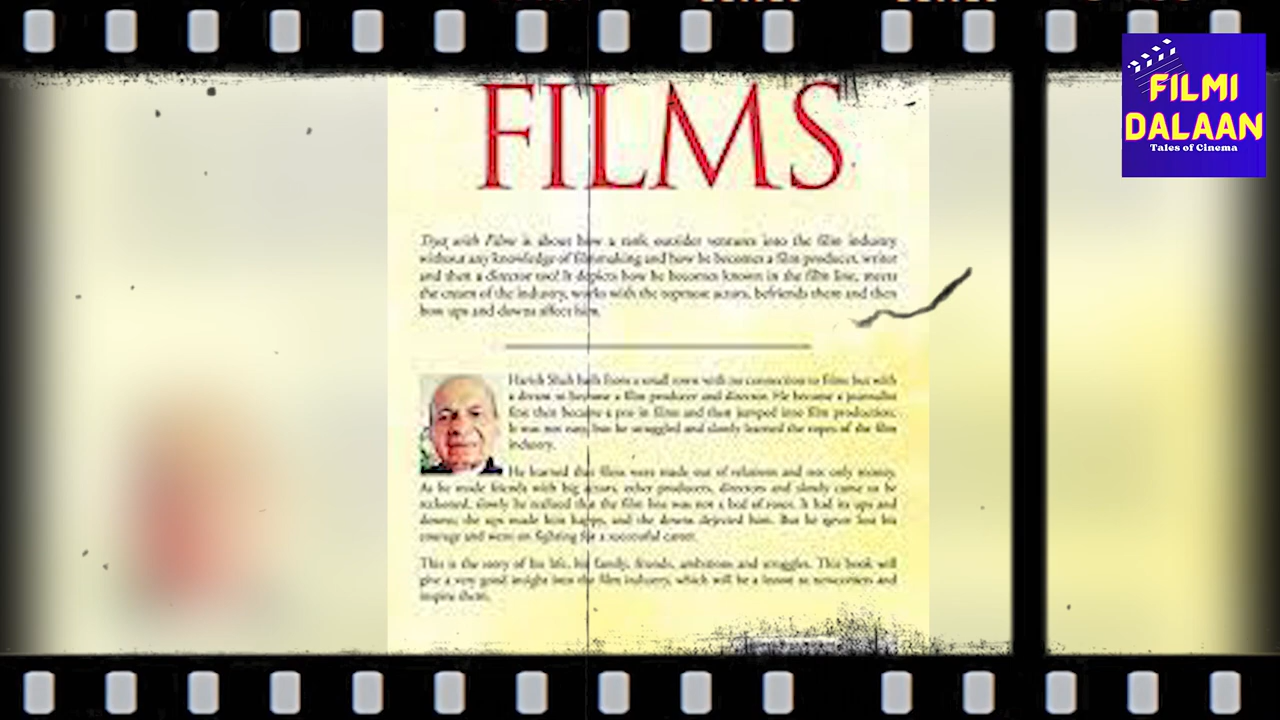 FILMI
DALAAN
Tales of Cinema
FILMS
Tryst with Films is about how a rank outsider ventures into the film industry
without any knowledge of filmmaking and how he becomes a film producer, writer
and then a director too! It depicts how he becomes known in the film line, meets
the cream of the industry, works with the topmost actors, befriends them and then
how ups and downs affect him.
Harish Shah hails from a small town with no connection to films but with
a dream to become a film producer and director. He became a journalist
first then became a pro in films and then jumped into film production.
It was not easy, but he struggled and slowly learned the ropes of the film
industry.
He learned that films were made out of relations and not only money.
As he made friends with big actors, other producers, directors and slowly came to be
reckoned, slowly he realised that the film line was not a bed of roses. It had its ups and
downs; the ups made him happy, and the downs dejected him. But he never lost his
courage and went on fighting for a successful career.
This is the story of his life, his family, friends, ambitions and struggles. This book will
give a very good insight into the film industry, which will be a lesson to newcomers and
inspire them.